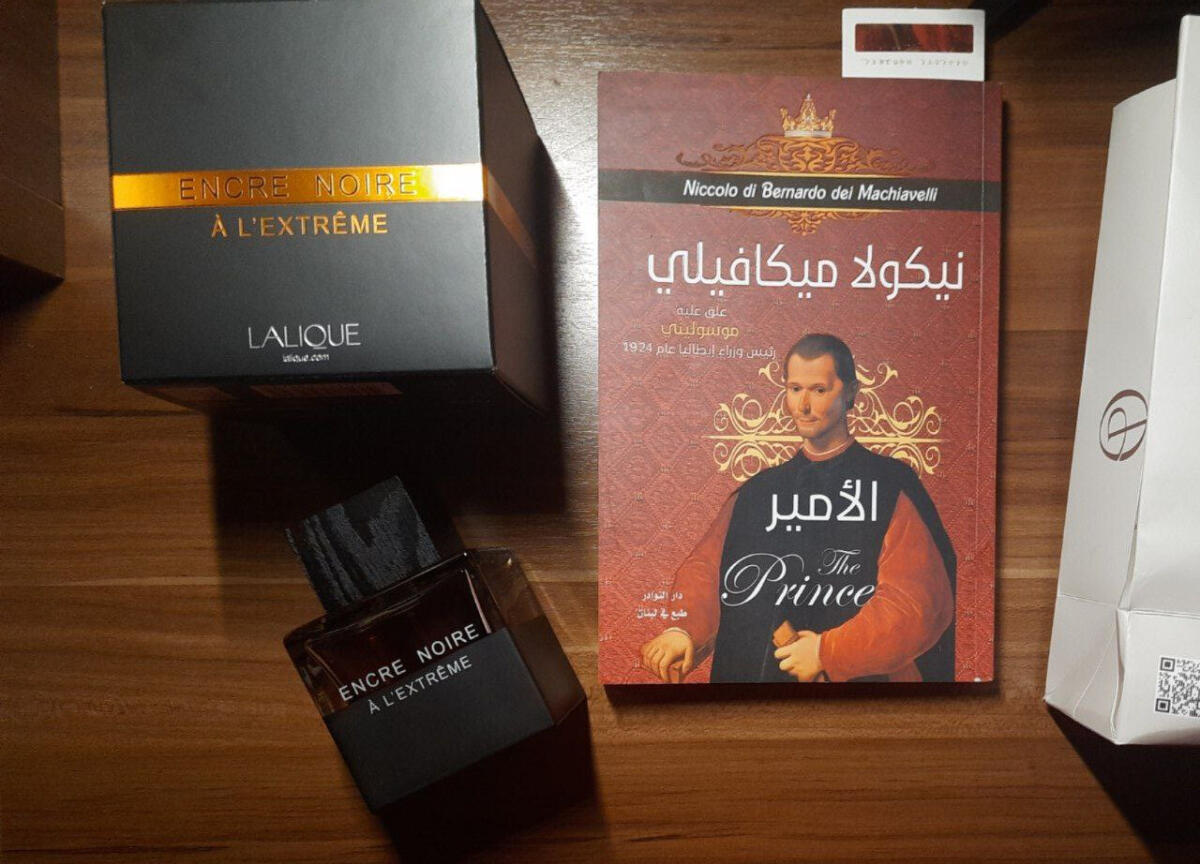 ENCRE NOIRE
À L'EXTRÊME
LALIQUE
lalique.com
ENCRE NOIRE
À L'EXTRÊME
Niccolo di Bernardo dei Machiavelli
نيكولا ميكافيلي
علق عليه
موسوليني
رئيس وزراء إيطاليا عام 1924
الأمير
The
Prince
دار النوادر
طبع في لبنان